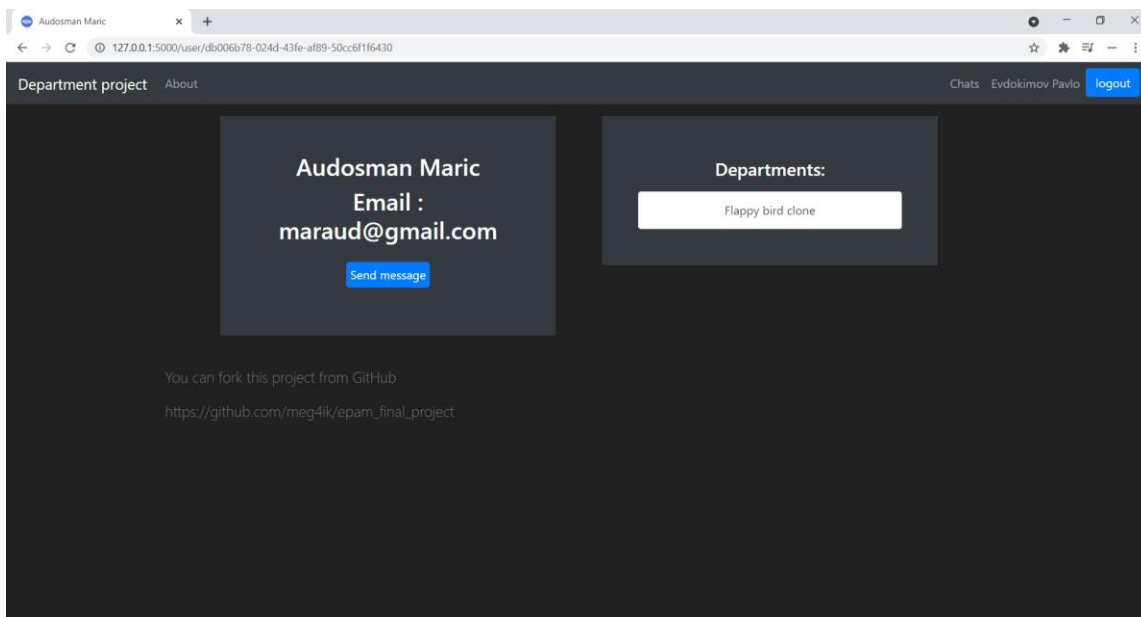 Audosman Maric
127.0.0.1:5000/user/db006b78-024d-43fe-af89-50cc6f1f6430
Department project About Chats Evdokimov Pavlo logout
Audosman Maric
Email :
maraud@gmail.com
Send message
Departments:
Flappy bird clone
You can fork this project from GitHub
https://github.com/meg4ik/epam_final_project